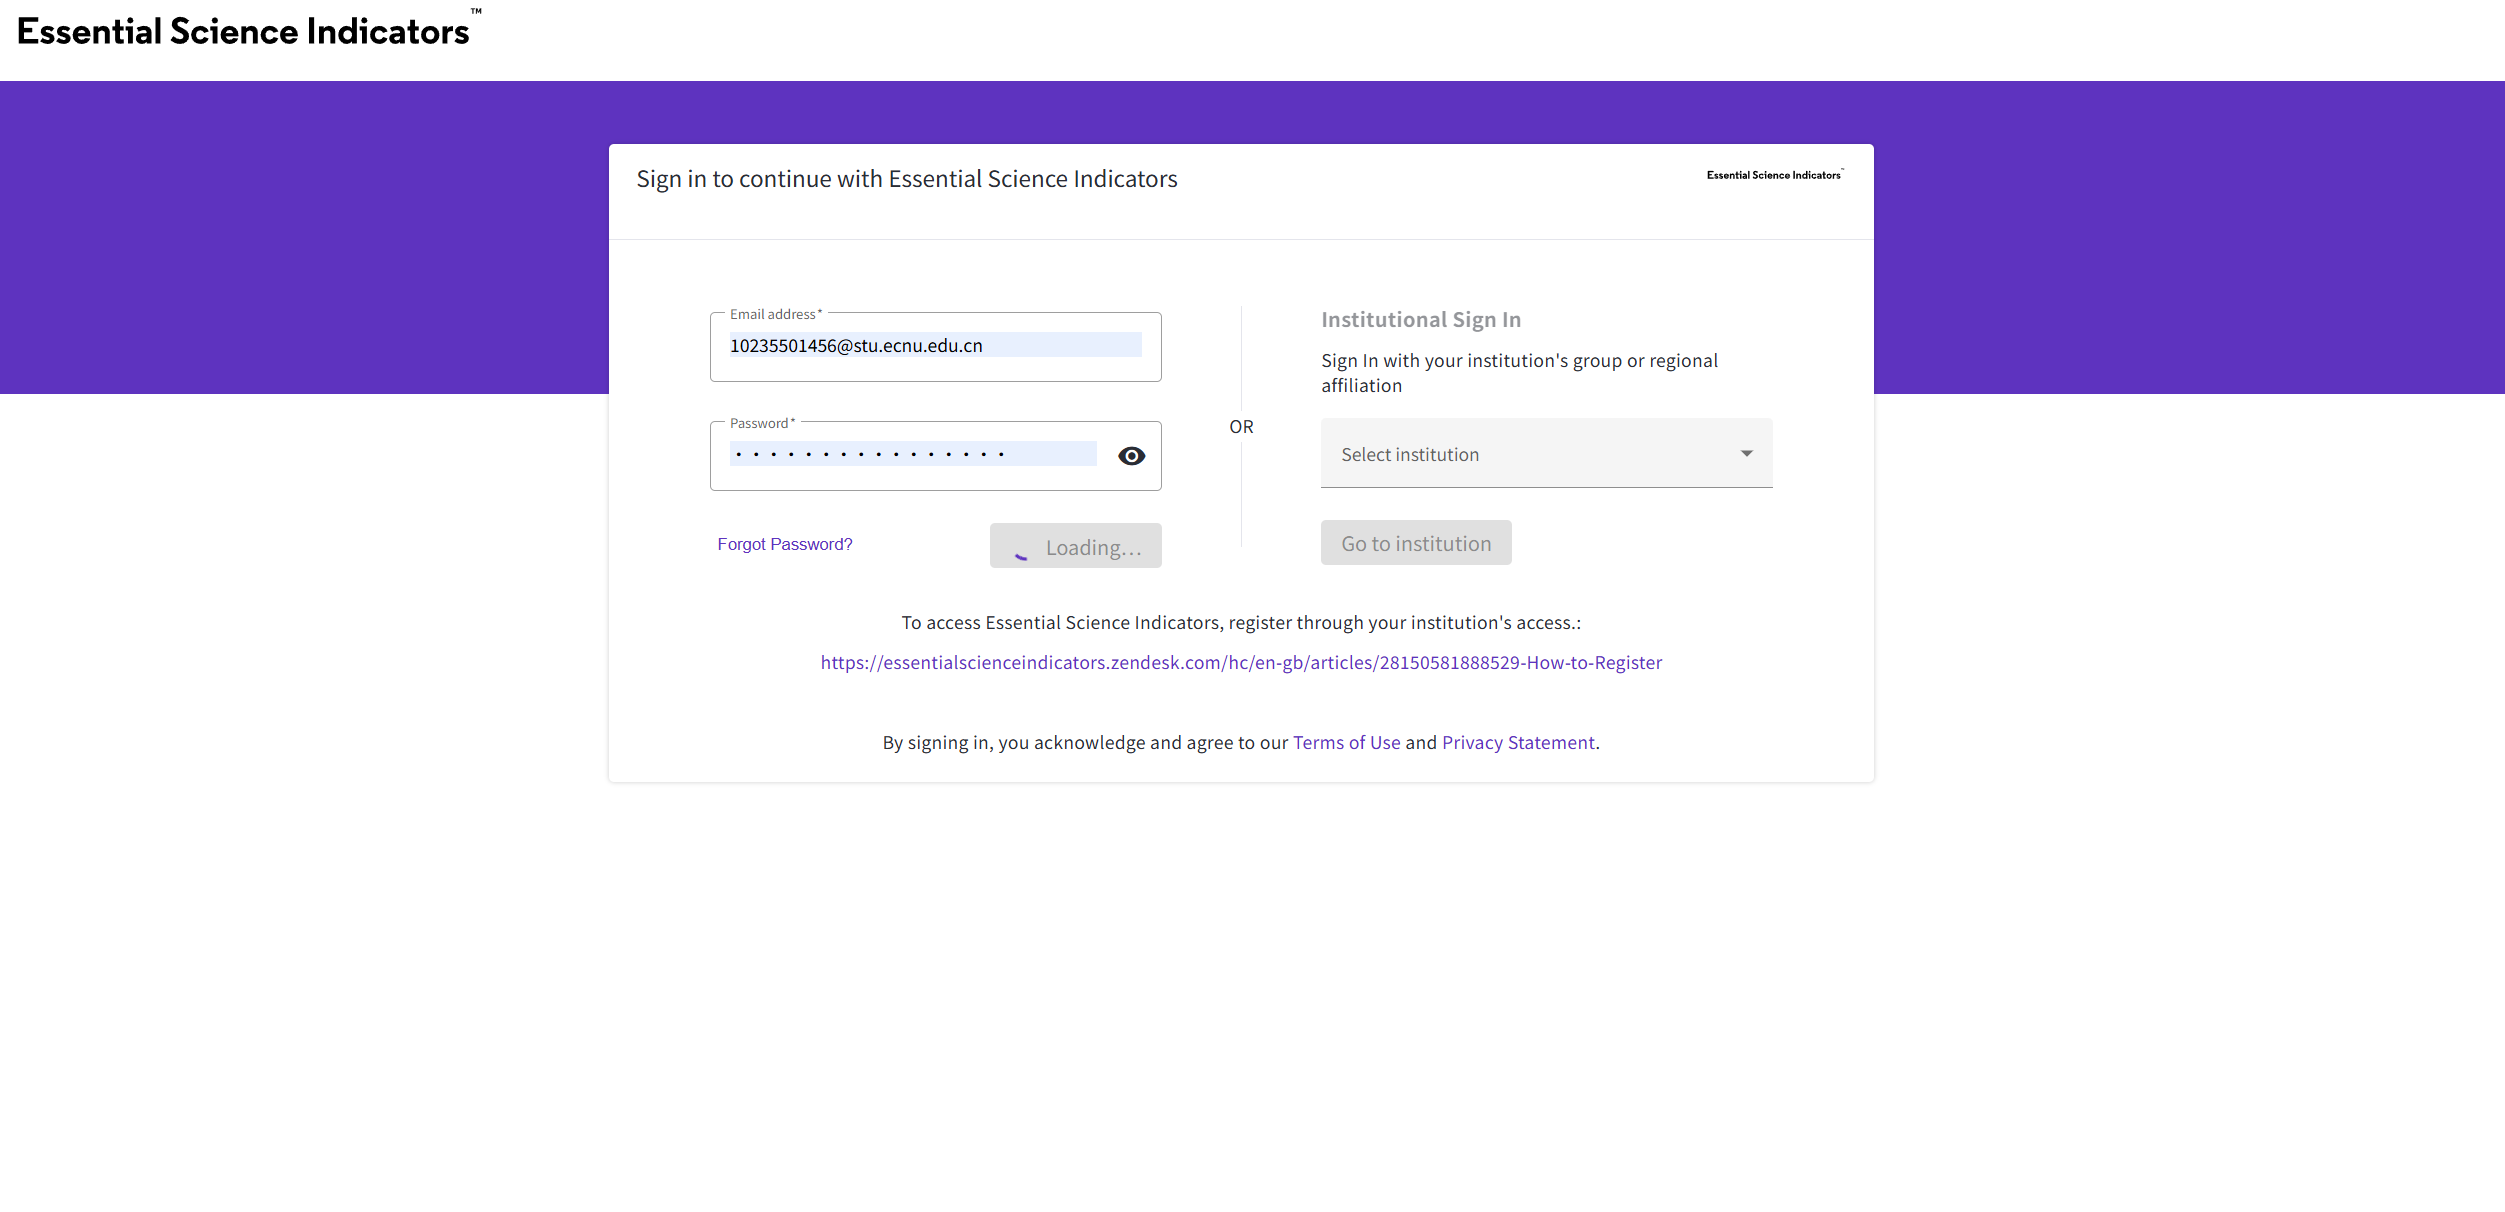 Essential Science Indicators™
Sign in to continue with Essential Science Indicators
Essential Science Indicators™
Email address*
10235501456@stu.ecnu.edu.cn
Password*
• • • • • • • • • • • • • • • •
Forgot Password?
Loading...
OR
Institutional Sign In
Sign In with your institution's group or regional
affiliation
Select institution
Go to institution
To access Essential Science Indicators, register through your institution's access.:
https://essentialscienceindicators.zendesk.com/hc/en-gb/articles/28150581888529-How-to-Register
By signing in, you acknowledge and agree to our Terms of Use and Privacy Statement.